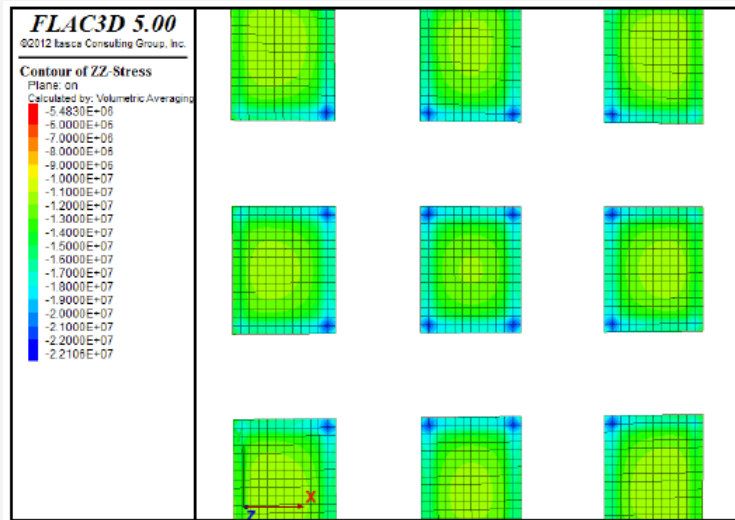 FLAC3D 5.00
©2012 Itasca Consulting Group, Inc.
Contour of ZZ-Stress
Plane: on
Calculated by: Volumetric Averaging
-5.4830E+06
-6.0000E+06
-7.0000E+06
-8.0000E+06
-9.0000E+06
-1.0000E+07
-1.1000E+07
-1.2000E+07
-1.3000E+07
-1.4000E+07
-1.5000E+07
-1.6000E+07
-1.7000E+07
-1.8000E+07
-1.9000E+07
-2.0000E+07
-2.1000E+07
-2.2000E+07
-2.2106E+07
X
Z